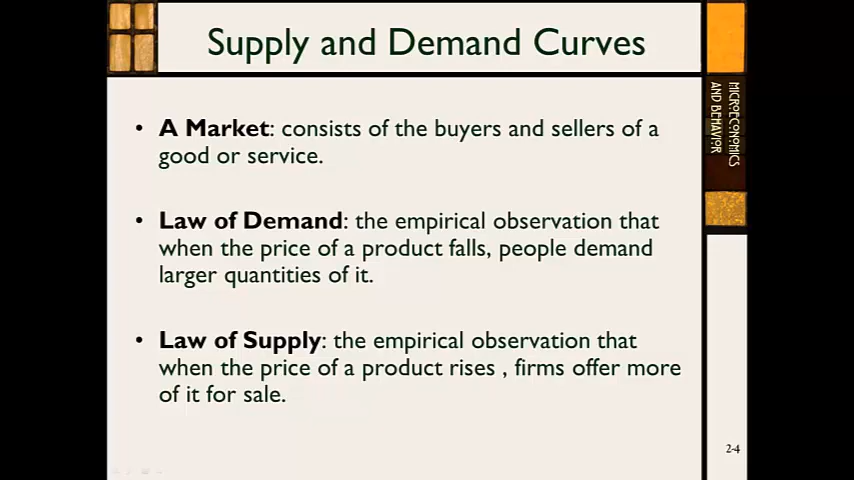 Supply and Demand Curves
• A Market: consists of the buyers and sellers of a
good or service.
• Law of Demand: the empirical observation that
when the price of a product falls, people demand
larger quantities of it.
• Law of Supply: the empirical observation that
when the price of a product rises , firms offer more
of it for sale.
MICROECONOMICS
AND BEHAVIOR
2-4